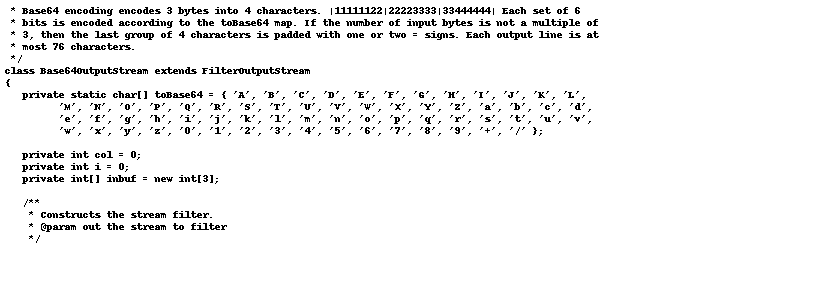 * Base64 encoding encodes 3 bytes into 4 characters. |11111122|22223333|33444444| Each set of 6
 * bits is encoded according to the toBase64 map. If the number of input bytes is not a multiple of
 * 3, then the last group of 4 characters is padded with one or two = signs. Each output line is at
 * most 76 characters.
 */
class Base64OutputStream extends FilterOutputStream
{
   private static char[] toBase64 = { 'A', 'B', 'C', 'D', 'E', 'F', 'G', 'H', 'I', 'J', 'K', 'L',
         'M', 'N', 'O', 'P', 'Q', 'R', 'S', 'T', 'U', 'V', 'W', 'X', 'Y', 'Z', 'a', 'b', 'c', 'd',
         'e', 'f', 'g', 'h', 'i', 'j', 'k', 'l', 'm', 'n', 'o', 'p', 'q', 'r', 's', 't', 'u', 'v',
         'w', 'x', 'y', 'z', '0', '1', '2', '3', '4', '5', '6', '7', '8', '9', '+', '/' };

   private int col = 0;
   private int i = 0;
   private int[] inbuf = new int[3];

   /**
    * Constructs the stream filter.
    * @param out the stream to filter
    */